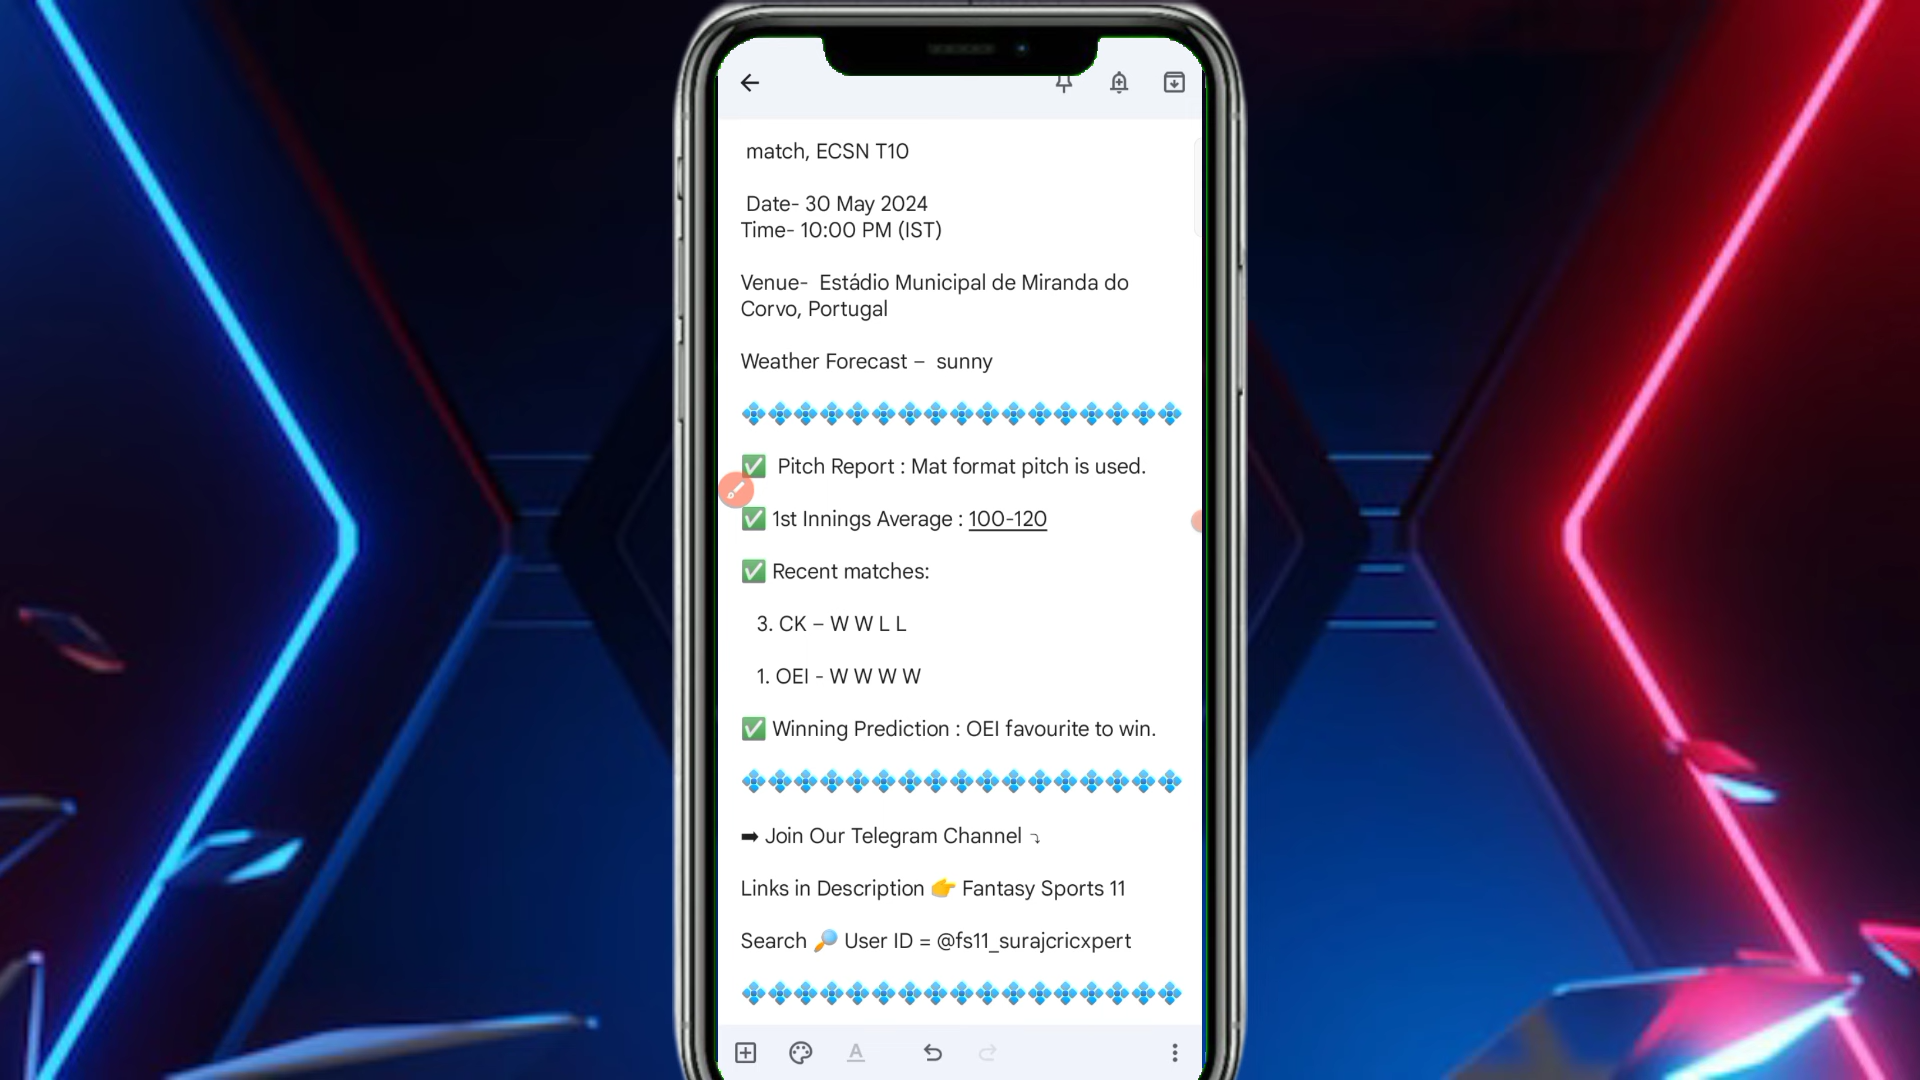 match, ECSN T10
Date- 30 May 2024
Time- 10:00 PM (IST)
Venue- Estádio Municipal de Miranda do
Corvo, Portugal
Weather Forecast – sunny
💠💠💠💠💠💠💠💠💠💠💠💠💠💠💠💠💠
✅ Pitch Report : Mat format pitch is used.
✅ 1st Innings Average : 100-120
✅ Recent matches:
3. CK – W W L L
1. OEI - W W W W
✅ Winning Prediction : OEI favourite to win.
💠💠💠💠💠💠💠💠💠💠💠💠💠💠💠💠💠
➡ Join Our Telegram Channel ⤵
Links in Description 👉 Fantasy Sports 11
Search 🔎 User ID = @fs11_surajcricxpert
💠💠💠💠💠💠💠💠💠💠💠💠💠💠💠💠💠